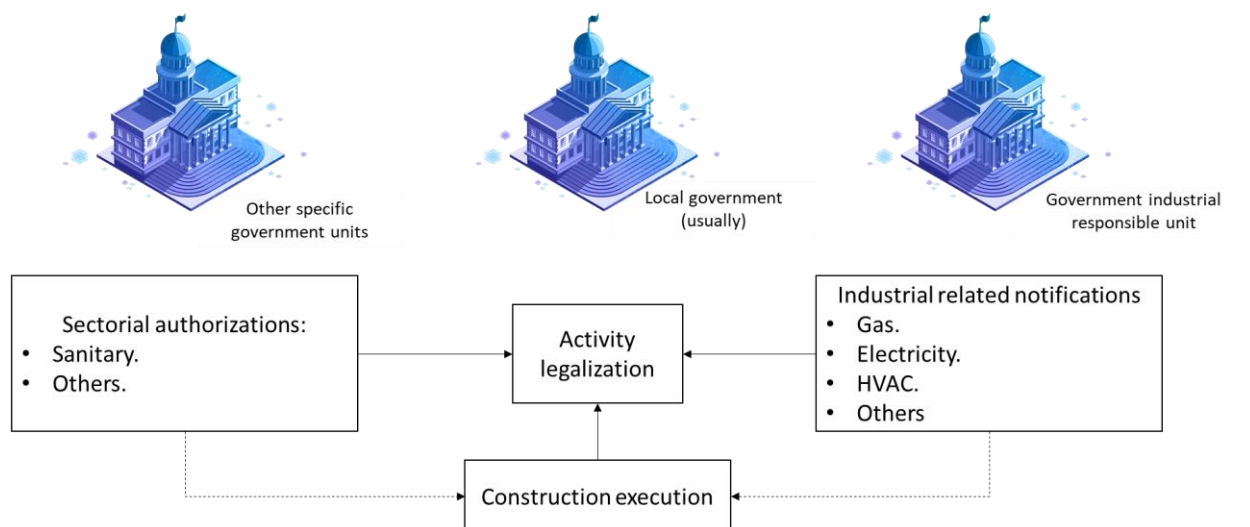 Other specific
government units
Local government
(usually)
Government industrial
responsible unit
Sectorial authorizations:
• Sanitary.
• Others.
Activity
legalization
Industrial related notifications
• Gas.
• Electricity.
• HVAC.
• Others
Construction execution